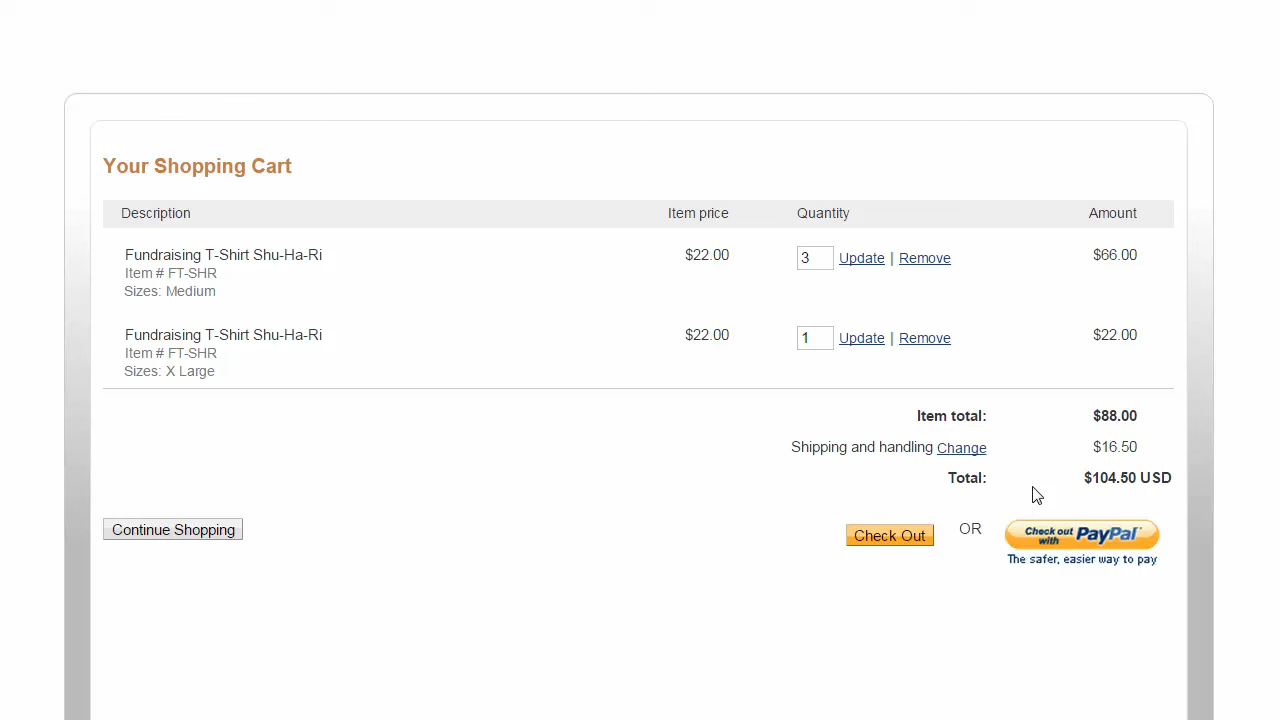 Your Shopping Cart
Description Item price Quantity Amount
Fundraising T-Shirt Shu-Ha-Ri $22.00 3 Update | Remove $66.00
Item # FT-SHR
Sizes: Medium
Fundraising T-Shirt Shu-Ha-Ri $22.00 1 Update | Remove $22.00
Item # FT-SHR
Sizes: X Large
Item total: $88.00
Shipping and handling Change $16.50
Total: $104.50 USD
Continue Shopping Check Out OR Check out with PayPal
The safer, easier way to pay